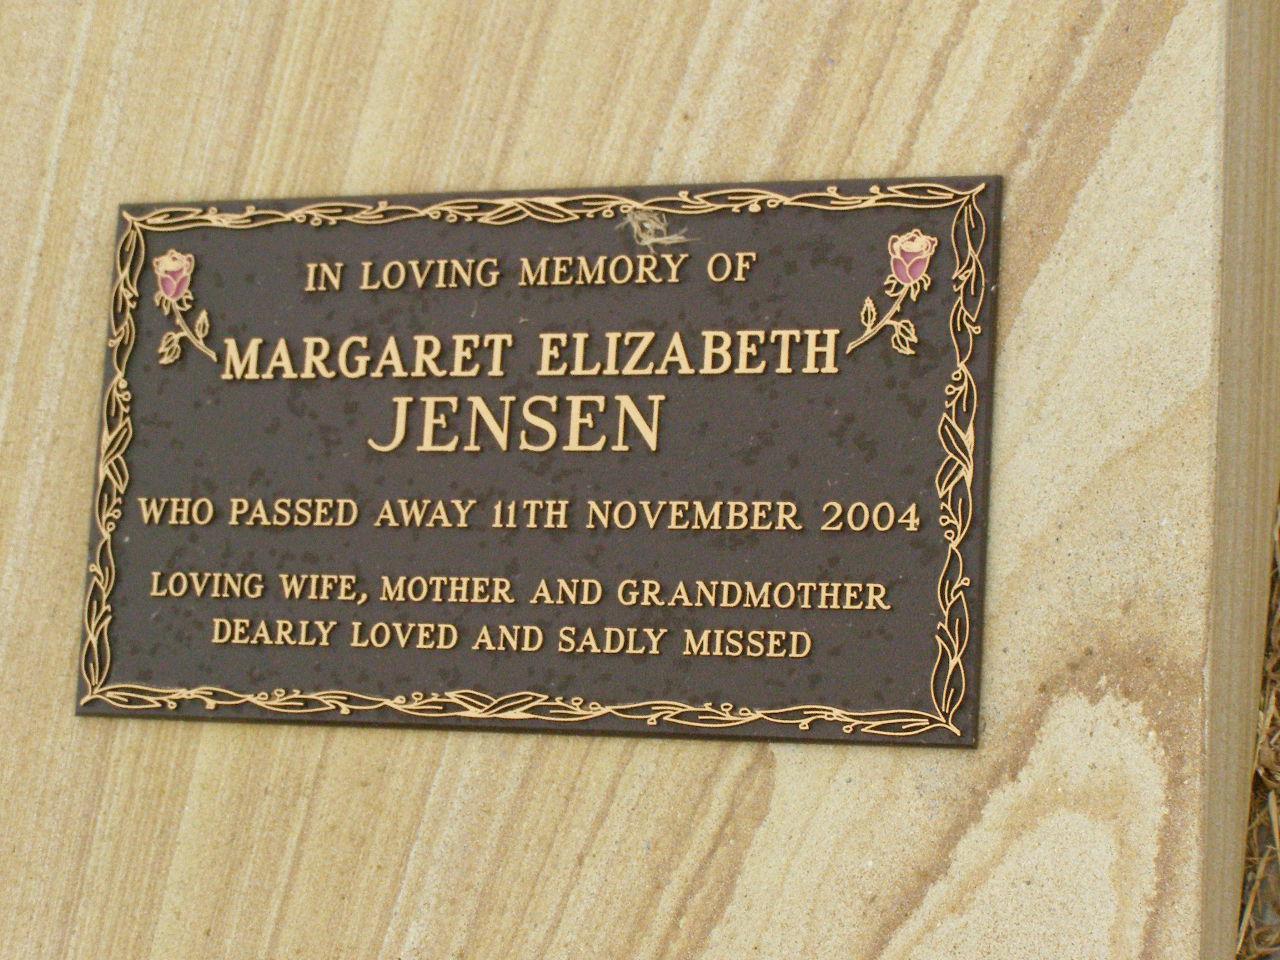 IN LOVING MEMORY OF
MARGARET ELIZABETH
JENSEN
WHO PASSED AWAY 11TH NOVEMBER 2004
LOVING WIFE, MOTHER AND GRANDMOTHER
DEARLY LOVED AND SADLY MISSED